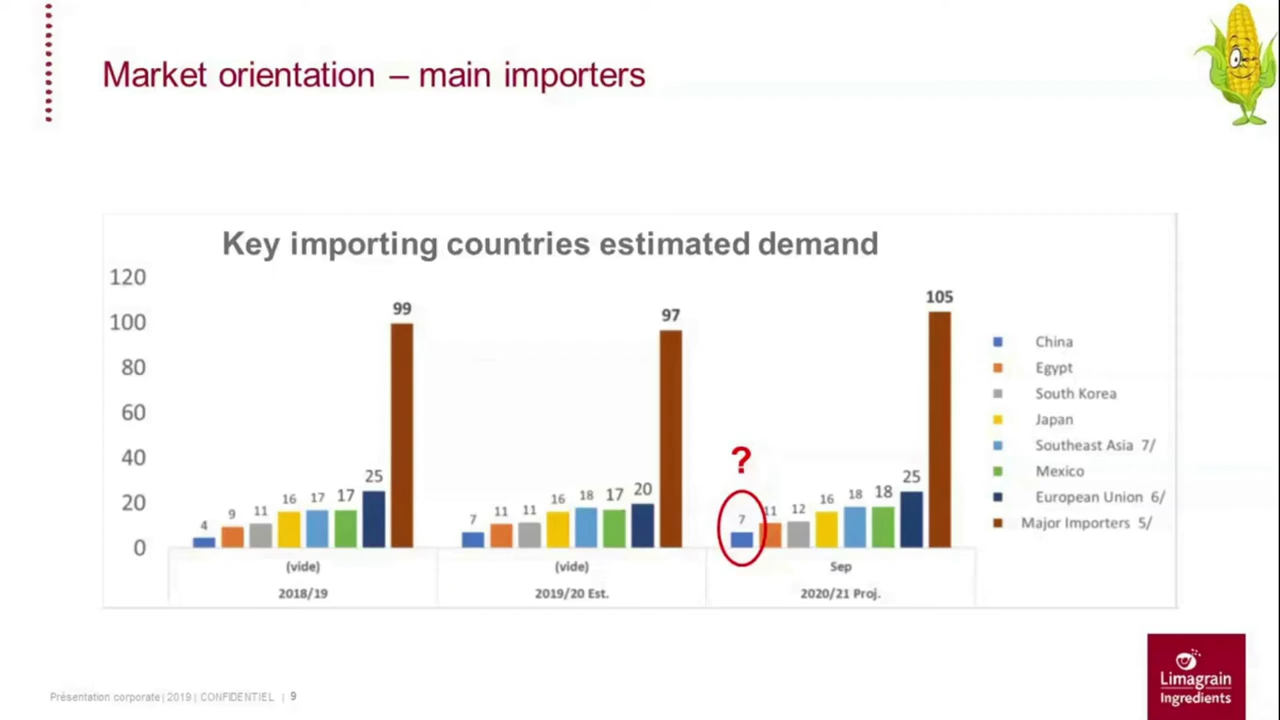 Market orientation – main importers
Key importing countries estimated demand
120
100
80
60
40
20
0
4
9
11
16
17
17
25
99
7
11
11
16
18
17
20
97
?
7
11
12
16
18
18
25
105
(vide)
(vide)
Sep
2018/19
2019/20 Est.
2020/21 Proj.
China
Egypt
South Korea
Japan
Southeast Asia 7/
Mexico
European Union 6/
Major Importers 5/
Présentation corporate | 2019 | CONFIDENTIEL | 9
Limagrain
Ingredients